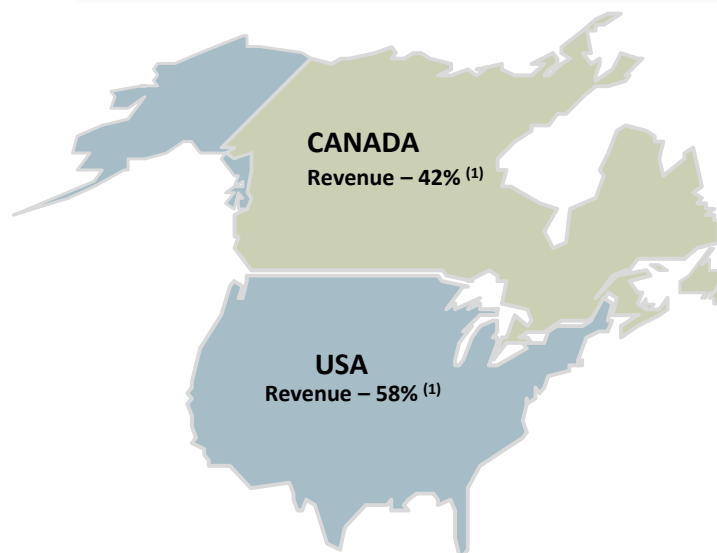 CANADA
Revenue – 42% (1)
USA
Revenue – 58% (1)